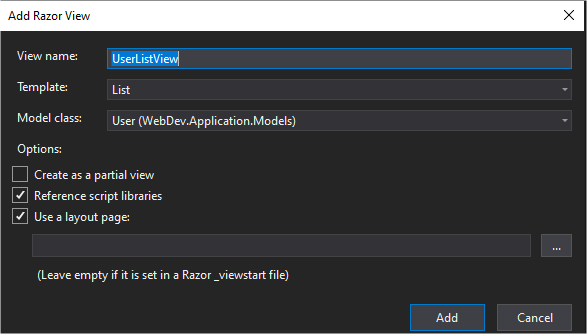 Add Razor View
View name:
UserListView
Template:
List
Model class:
User (WebDev.Application.Models)
Options:
Create as a partial view
Reference script libraries
Use a layout page:
...
(Leave empty if it is set in a Razor _viewstart file)
Add
Cancel